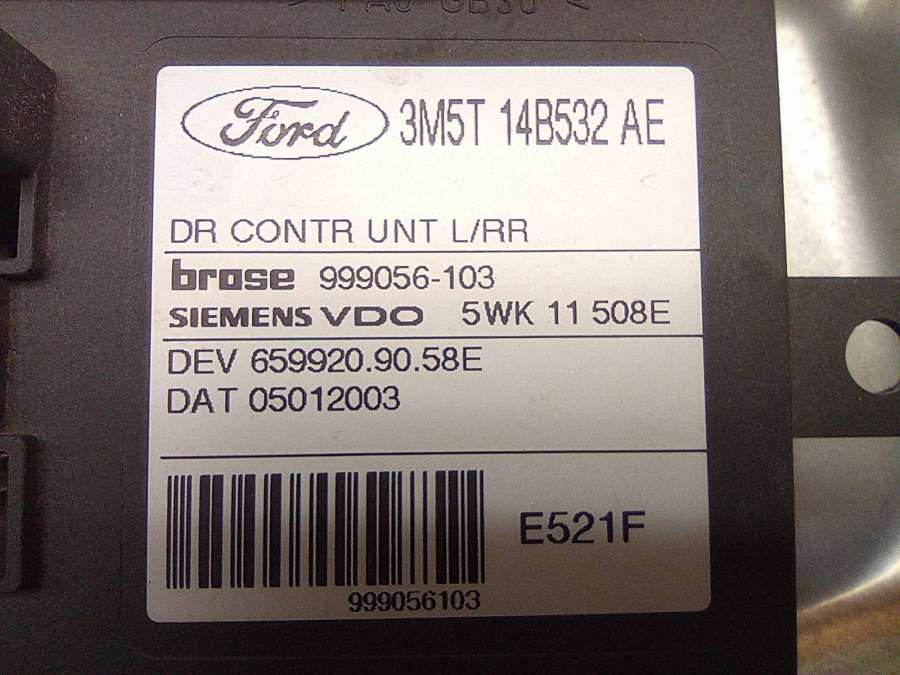 Ford 3M5T 14B532 AE
DR CONTR UNT L/RR
brose 999056-103
SIEMENS VDO 5WK 11 508E
DEV 659920.90.58E
DAT 05012003
E521F
999056103